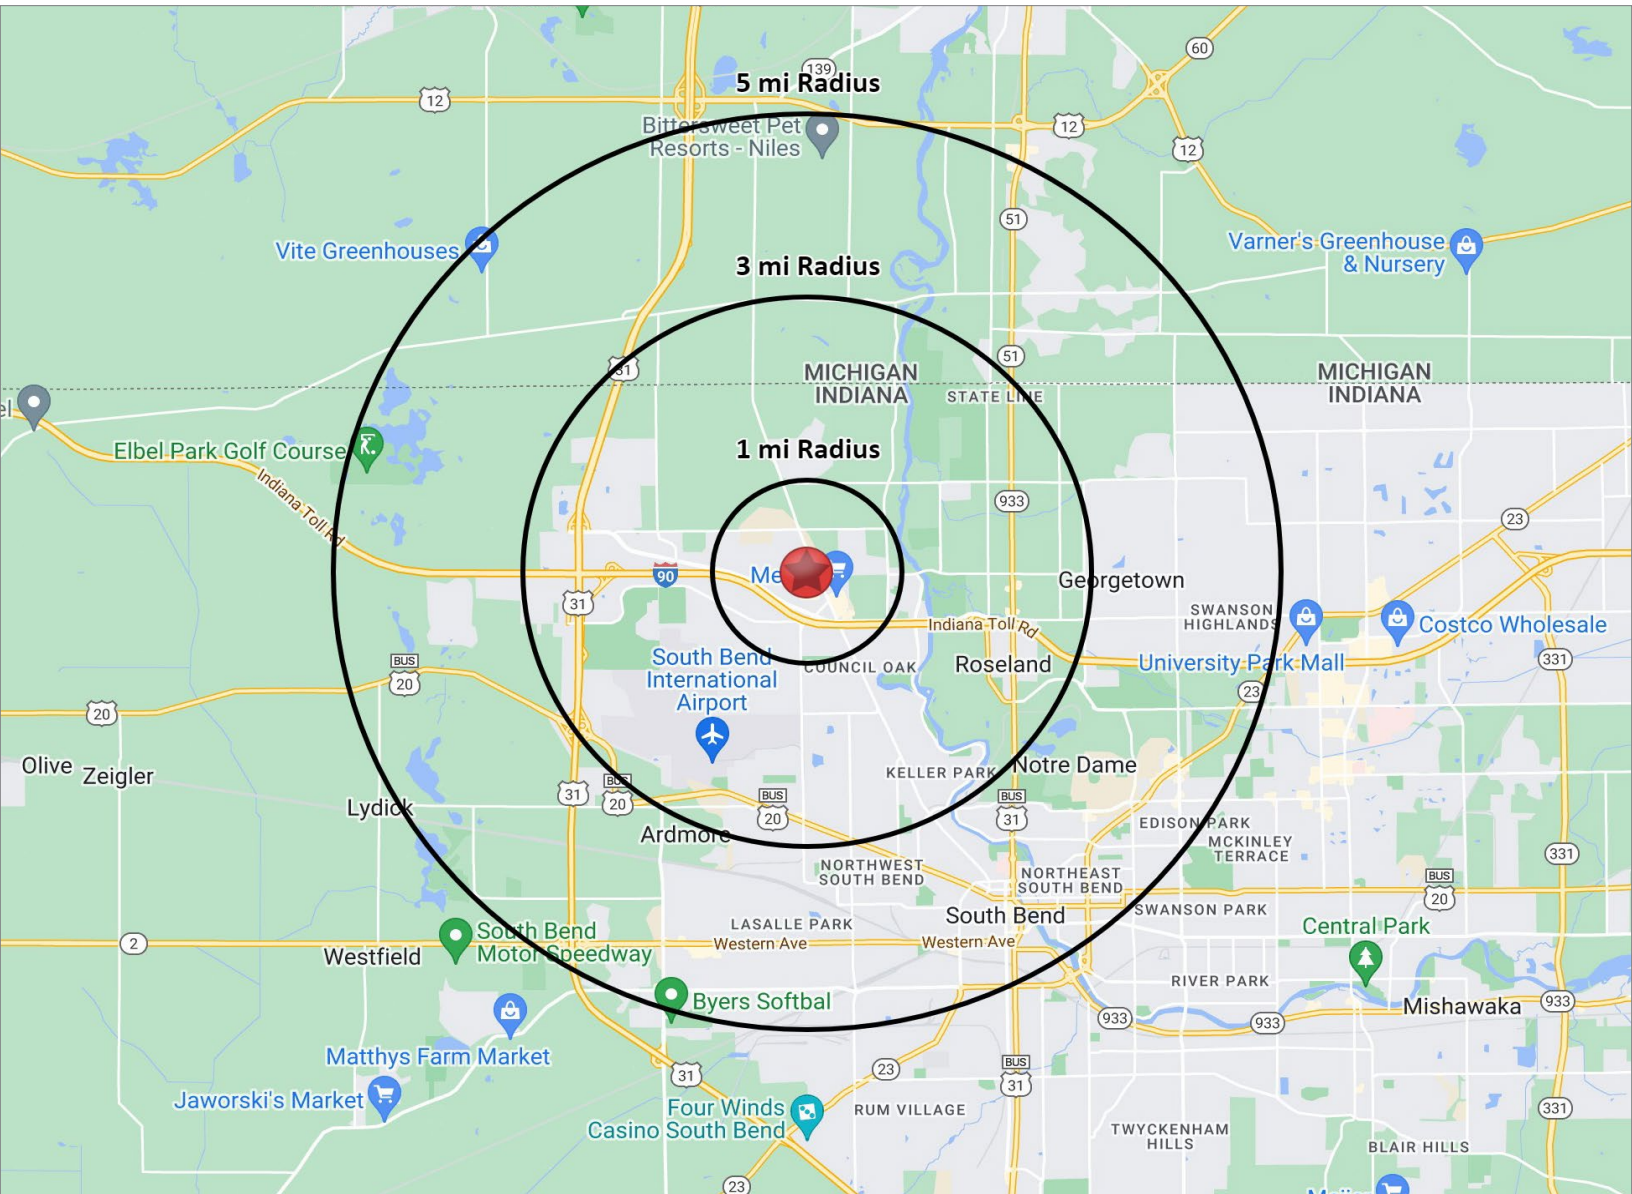 60
139
5 mi Radius
12
Bittersweet Pet
Resorts - Niles
12
12
51
Vite Greenhouses
Varner's Greenhouse
& Nursery
3 mi Radius
51
31
MICHIGAN
INDIANA
MICHIGAN
INDIANA
STATE LINE
el
Elbel Park Golf Course
1 mi Radius
Indiana Toll Rd
933
23
90
Me
Georgetown
31
SWANSON
HIGHLANDS
Indiana Toll Rd
Costco Wholesale
South Bend
International
Airport
COUNCIL OAK
Roseland
University Park Mall
331
BUS
20
23
20
Olive
Zeigler
KELLER PARK
Notre Dame
31
BUS
20
BUS
20
BUS
31
Lydick
Ardmore
EDISON PARK
MCKINLEY
TERRACE
331
NORTHWEST
SOUTH BEND
NORTHEAST
SOUTH BEND
BUS
20
LASALLE PARK
South Bend
SWANSON PARK
Central Park
2
South Bend
Motor Speedway
Western Ave
Western Ave
Westfield
RIVER PARK
Byers Softbal
Mishawaka
933
933
933
Matthys Farm Market
31
23
BUS
31
Jaworski's Market
Four Winds
Casino South Bend
RUM VILLAGE
331
TWYCKENHAM
HILLS
BLAIR HILLS
23